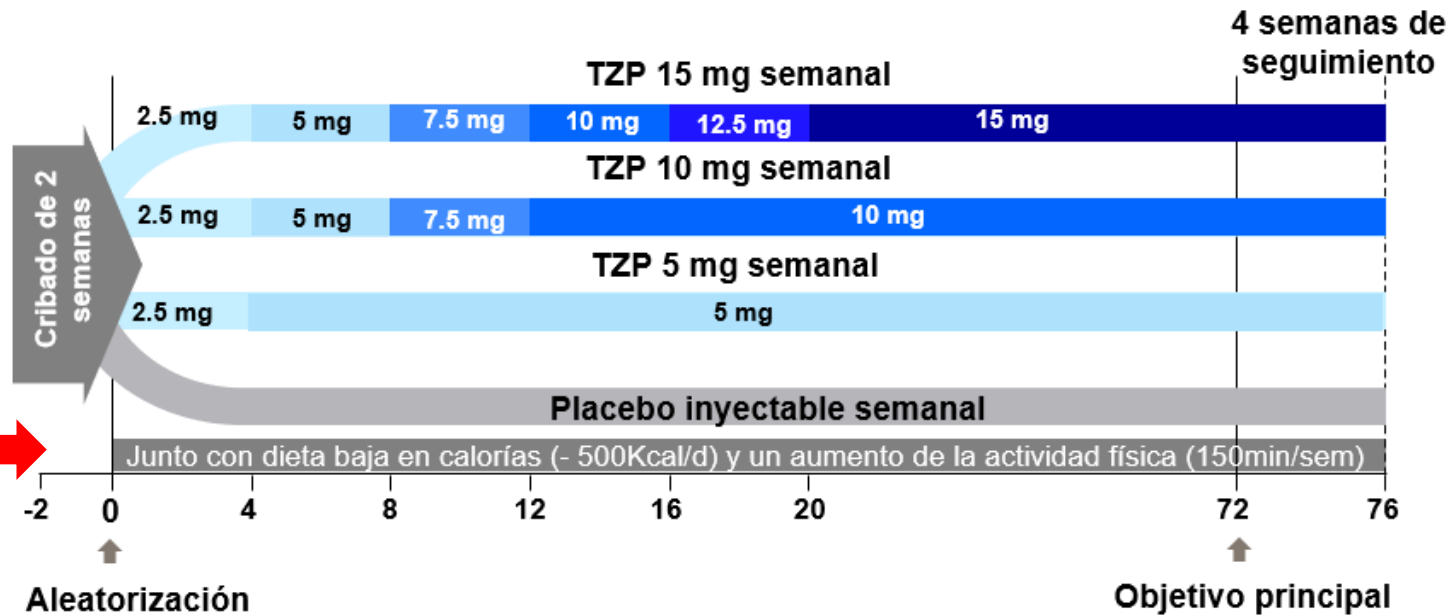 4 semanas de
seguimiento
TZP 15 mg semanal
2.5 mg 5 mg 7.5 mg 10 mg 12.5 mg 15 mg
TZP 10 mg semanal
2.5 mg 5 mg 7.5 mg 10 mg
TZP 5 mg semanal
2.5 mg 5 mg
Cribado de 2
semanas
Placebo inyectable semanal
Junto con dieta baja en calorías (- 500Kcal/d) y un aumento de la actividad física (150min/sem)
-2 0 4 8 12 16 20 72 76
Aleatorización Objetivo principal